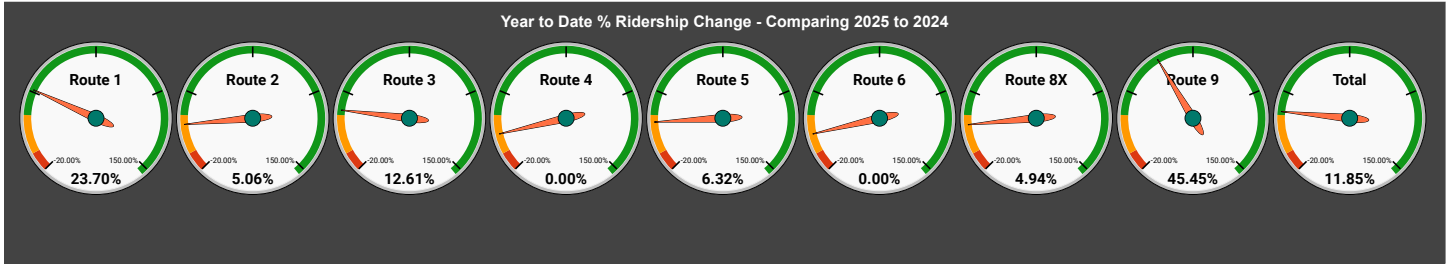 Year to Date % Ridership Change - Comparing 2025 to 2024
Route 1
-20.00% 150.00%
23.70%
Route 2
-20.00% 150.00%
5.06%
Route 3
-20.00% 150.00%
12.61%
Route 4
-20.00% 150.00%
0.00%
Route 5
-20.00% 150.00%
6.32%
Route 6
-20.00% 150.00%
0.00%
Route 8X
-20.00% 150.00%
4.94%
Route 9
-20.00% 150.00%
45.45%
Total
-20.00% 150.00%
11.85%